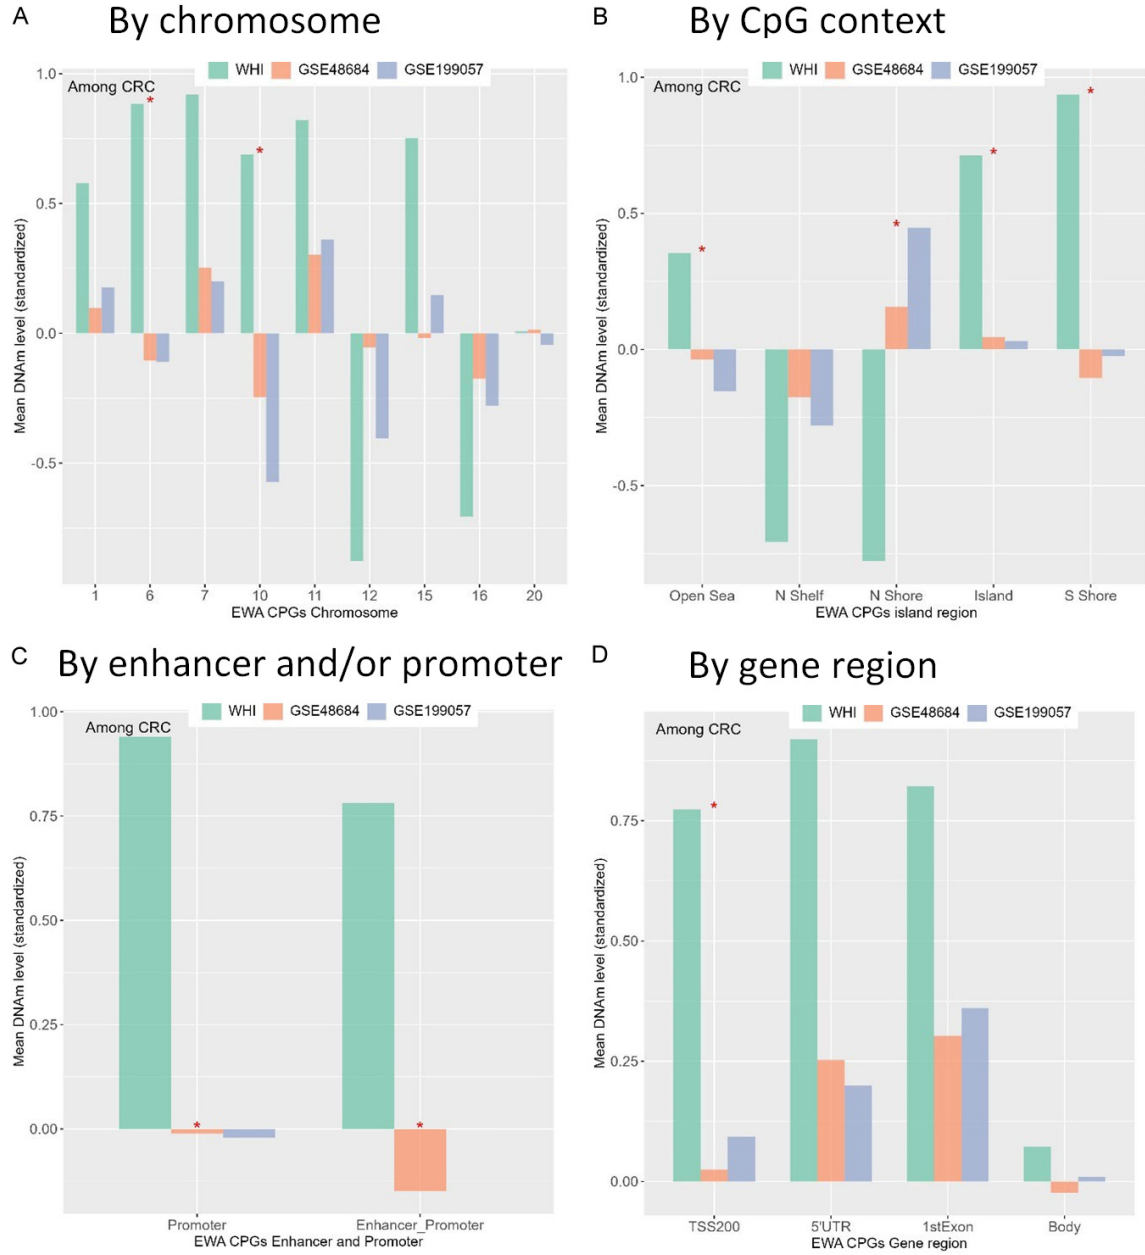 A By chromosome
WHI GSE48684 GSE199057
Among CRC
Mean DNAm level (standardized)
1.0
0.5
0.0
-0.5
*
*
1 6 7 10 11 12 15 16 20
EWA CPGs Chromosome
B By CpG context
WHI GSE48684 GSE199057
Among CRC
Mean DNAm level (standardized)
1.0
0.5
0.0
-0.5
*
*
*
*
Open Sea N Shelf N Shore Island S Shore
EWA CPGs island region
C By enhancer and/or promoter
WHI GSE48684 GSE199057
Among CRC
Mean DNAm level (standardized)
1.00
0.75
0.50
0.25
0.00
*
*
Promoter Enhancer_Promoter
EWA CPGs Enhancer and Promoter
D By gene region
WHI GSE48684 GSE199057
Among CRC
Mean DNAm level (standardized)
0.75
0.50
0.25
0.00
*
TSS200 5'UTR 1stExon Body
EWA CPGs Gene region